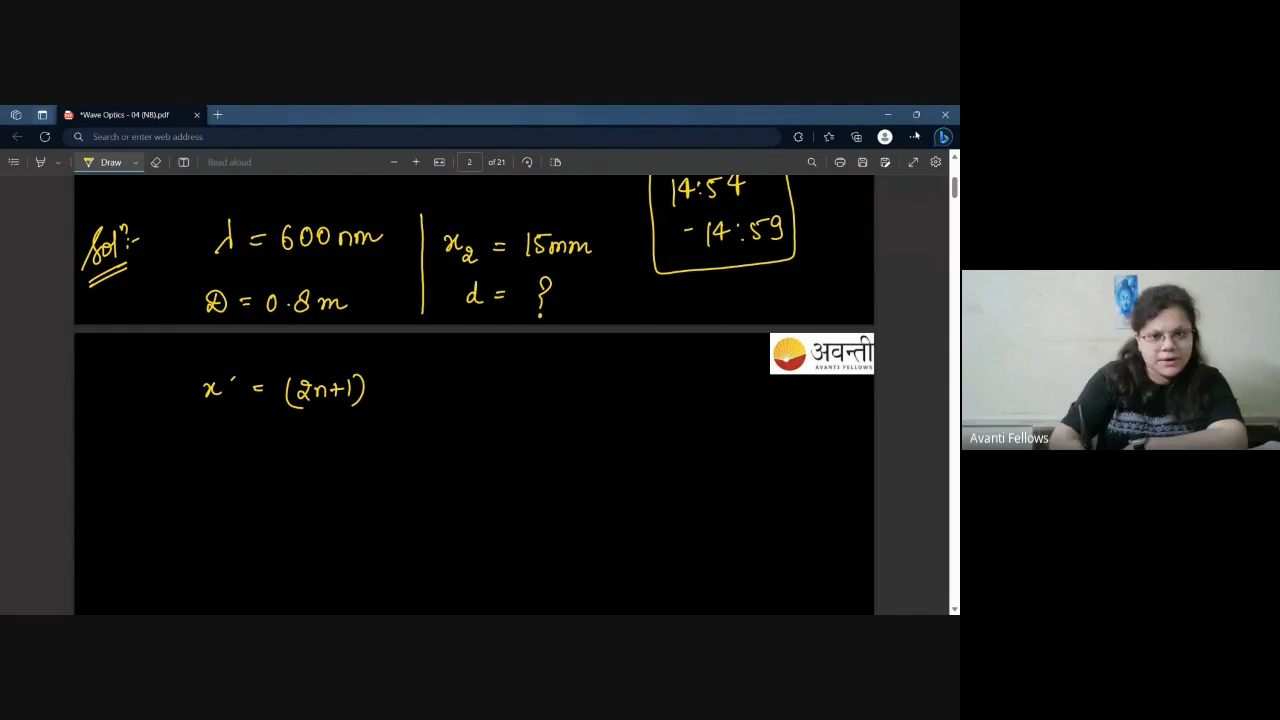 *Wave Optics - 04 (NB).pdf
Search or enter web address
Draw
Read aloud
2 of 21
14:54
- 14:59
Solⁿ:-
λ = 600 nm
x₂ = 15mm
D = 0.8 m
d = ?
अवन्ती
AVANTI FELLOWS
x' = (2n+1)
Avanti Fellows